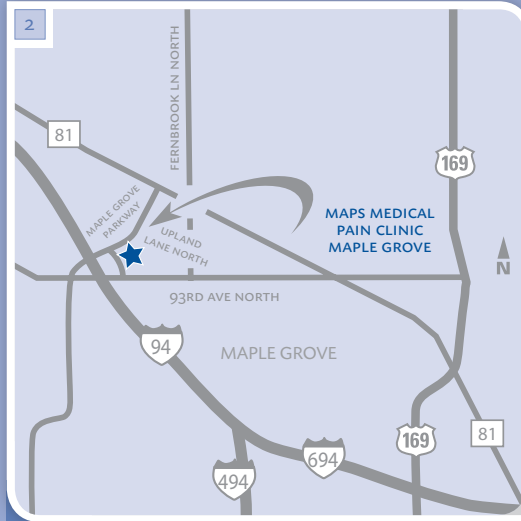 2
FERNBROOK LN NORTH
81
169
MAPLE GROVE
PARKWAY
UPLAND
LANE NORTH
MAPS MEDICAL
PAIN CLINIC
MAPLE GROVE
N
93RD AVE NORTH
94
MAPLE GROVE
169
81
694
494